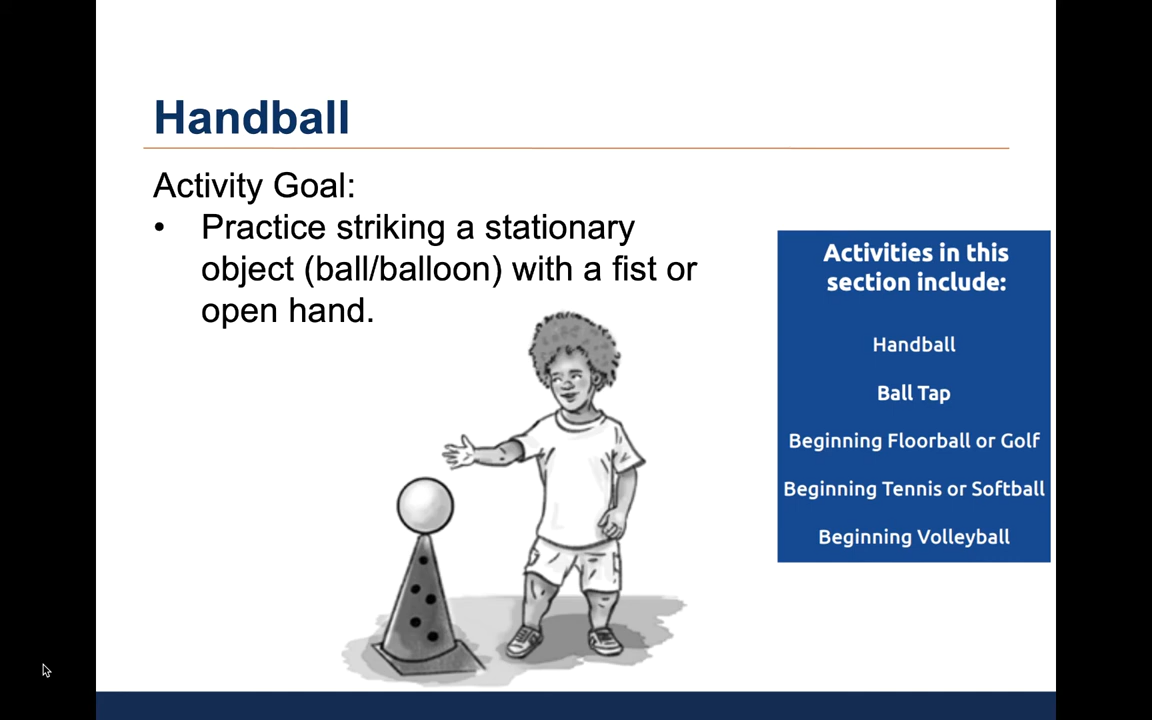 Handball
Activity Goal:
• Practice striking a stationary
object (ball/balloon) with a fist or
open hand.
Activities in this
section include:
Handball
Ball Tap
Beginning Floorball or Golf
Beginning Tennis or Softball
Beginning Volleyball